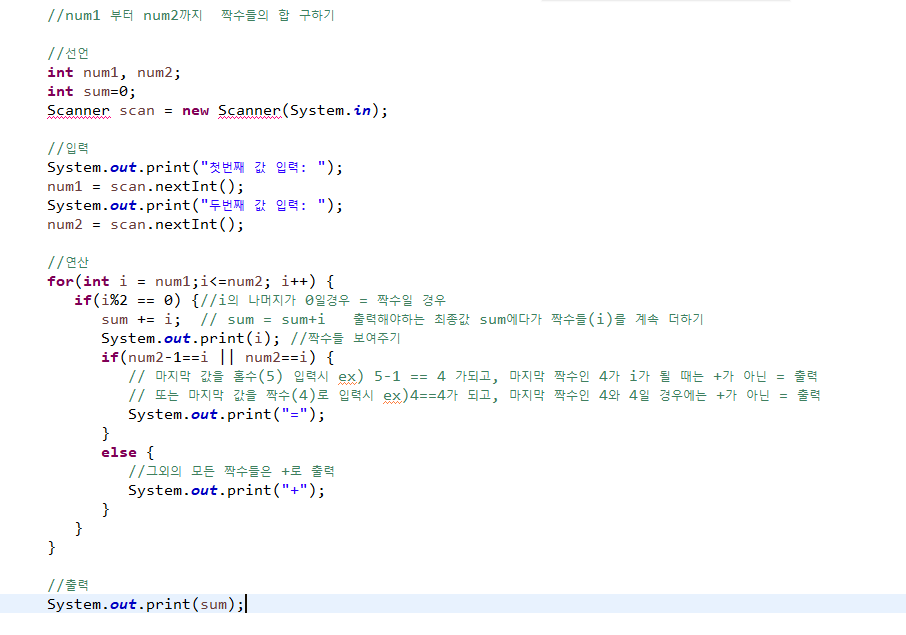 //num1 부터 num2까지  짝수들의 합 구하기
//선언
int num1, num2;
int sum=0;
Scanner scan = new Scanner(System.in);
//입력
System.out.print("첫번째 값 입력: ");
num1 = scan.nextInt();
System.out.print("두번째 값 입력: ");
num2 = scan.nextInt();
//연산
for(int i = num1;i<=num2; i++) {
if(i%2 == 0) {//i의 나머지가 0일경우 = 짝수일 경우
sum += i;  // sum = sum+i   출력해야하는 최종값 sum에다가 짝수들(i)를 계속 더하기
System.out.print(i); //짝수들 보여주기
if(num2-1==i || num2==i) {
// 마지막 값을 홀수(5) 입력시 ex) 5-1 == 4 가되고, 마지막 짝수인 4가 i가 될 때는 +가 아닌 = 출력
// 또는 마지막 값을 짝수(4)로 입력시 ex)4==4가 되고, 마지막 짝수인 4와 4일 경우에는 +가 아닌 = 출력
System.out.print("=");
}
else {
//그외의 모든 짝수들은 +로 출력
System.out.print("+");
}
}
}
//출력
System.out.print(sum);